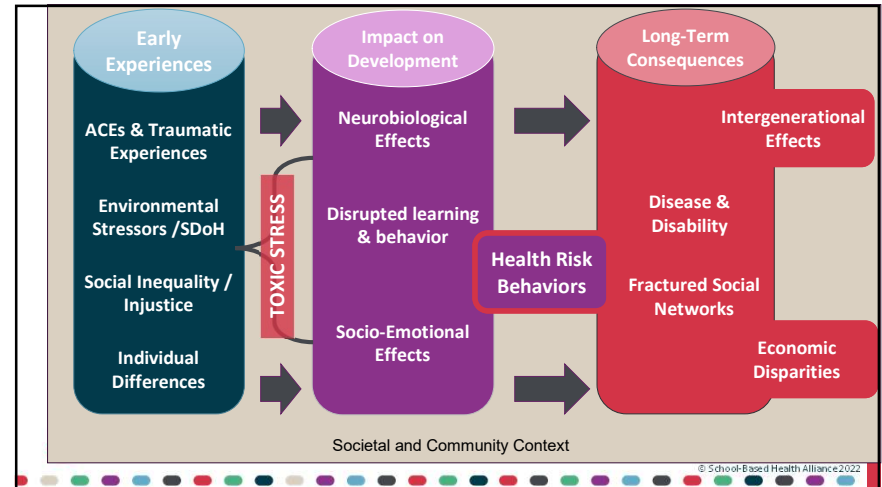 Early
Experiences
ACEs & Traumatic
Experiences
Environmental
Stressors /SDoH
Social Inequality /
Injustice
Individual
Differences
TOXIC STRESS
Impact on
Development
Neurobiological
Effects
Disrupted learning
& behavior
Socio-Emotional
Effects
Health Risk
Behaviors
Long-Term
Consequences
Intergenerational
Effects
Disease &
Disability
Fractured Social
Networks
Economic
Disparities
Societal and Community Context
© School-Based Health Alliance 2022